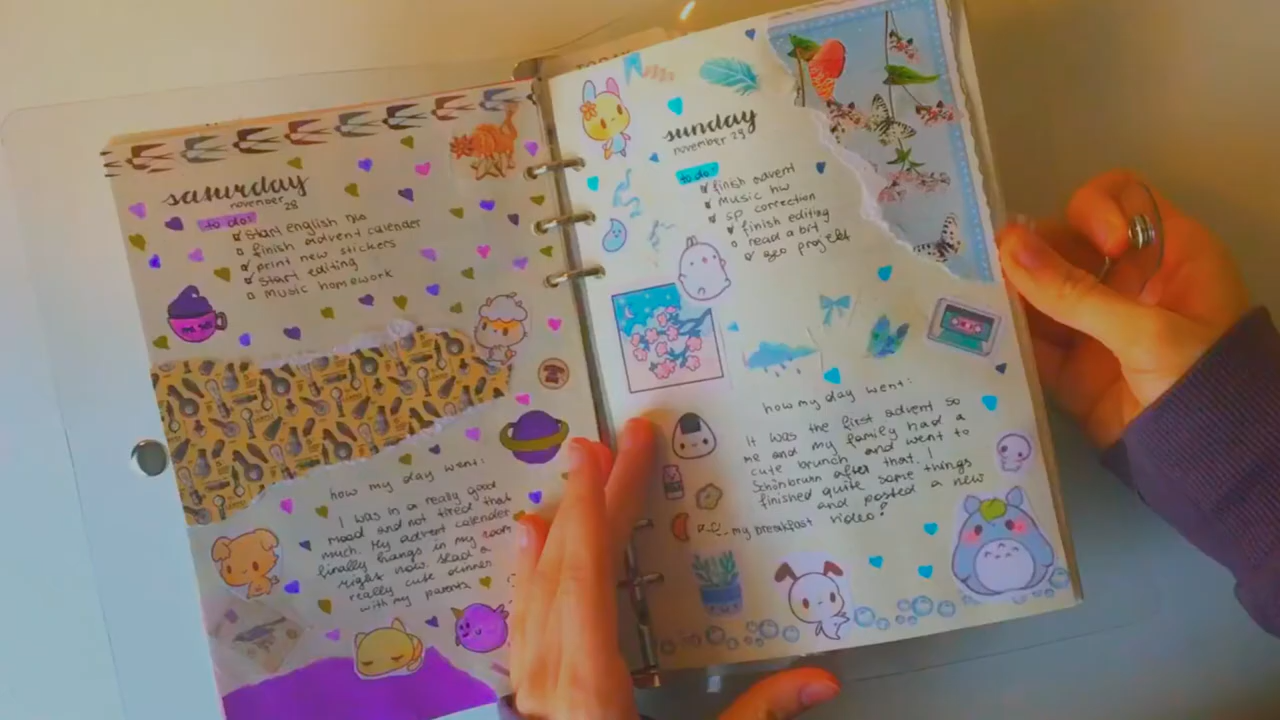 saturday
november 28
to do:
start english hw
finish advent calender
print new stickers
start editing
music homework
how my day went:
I was in a really good
mood and not tired that
much. My advent calender
finally hangs in my room
right now. &had a
really cute dinner
with my parents
sunday
november 29
to do:
finish advent
Music hw
sp correction
finish editing
read a bit
geo projekt
how my day went:
It was the first advent so
me and my family had a
cute brunch and went to
Schönbrunn after that. I
finished quite some things
and posted a new
video!
my breakfast